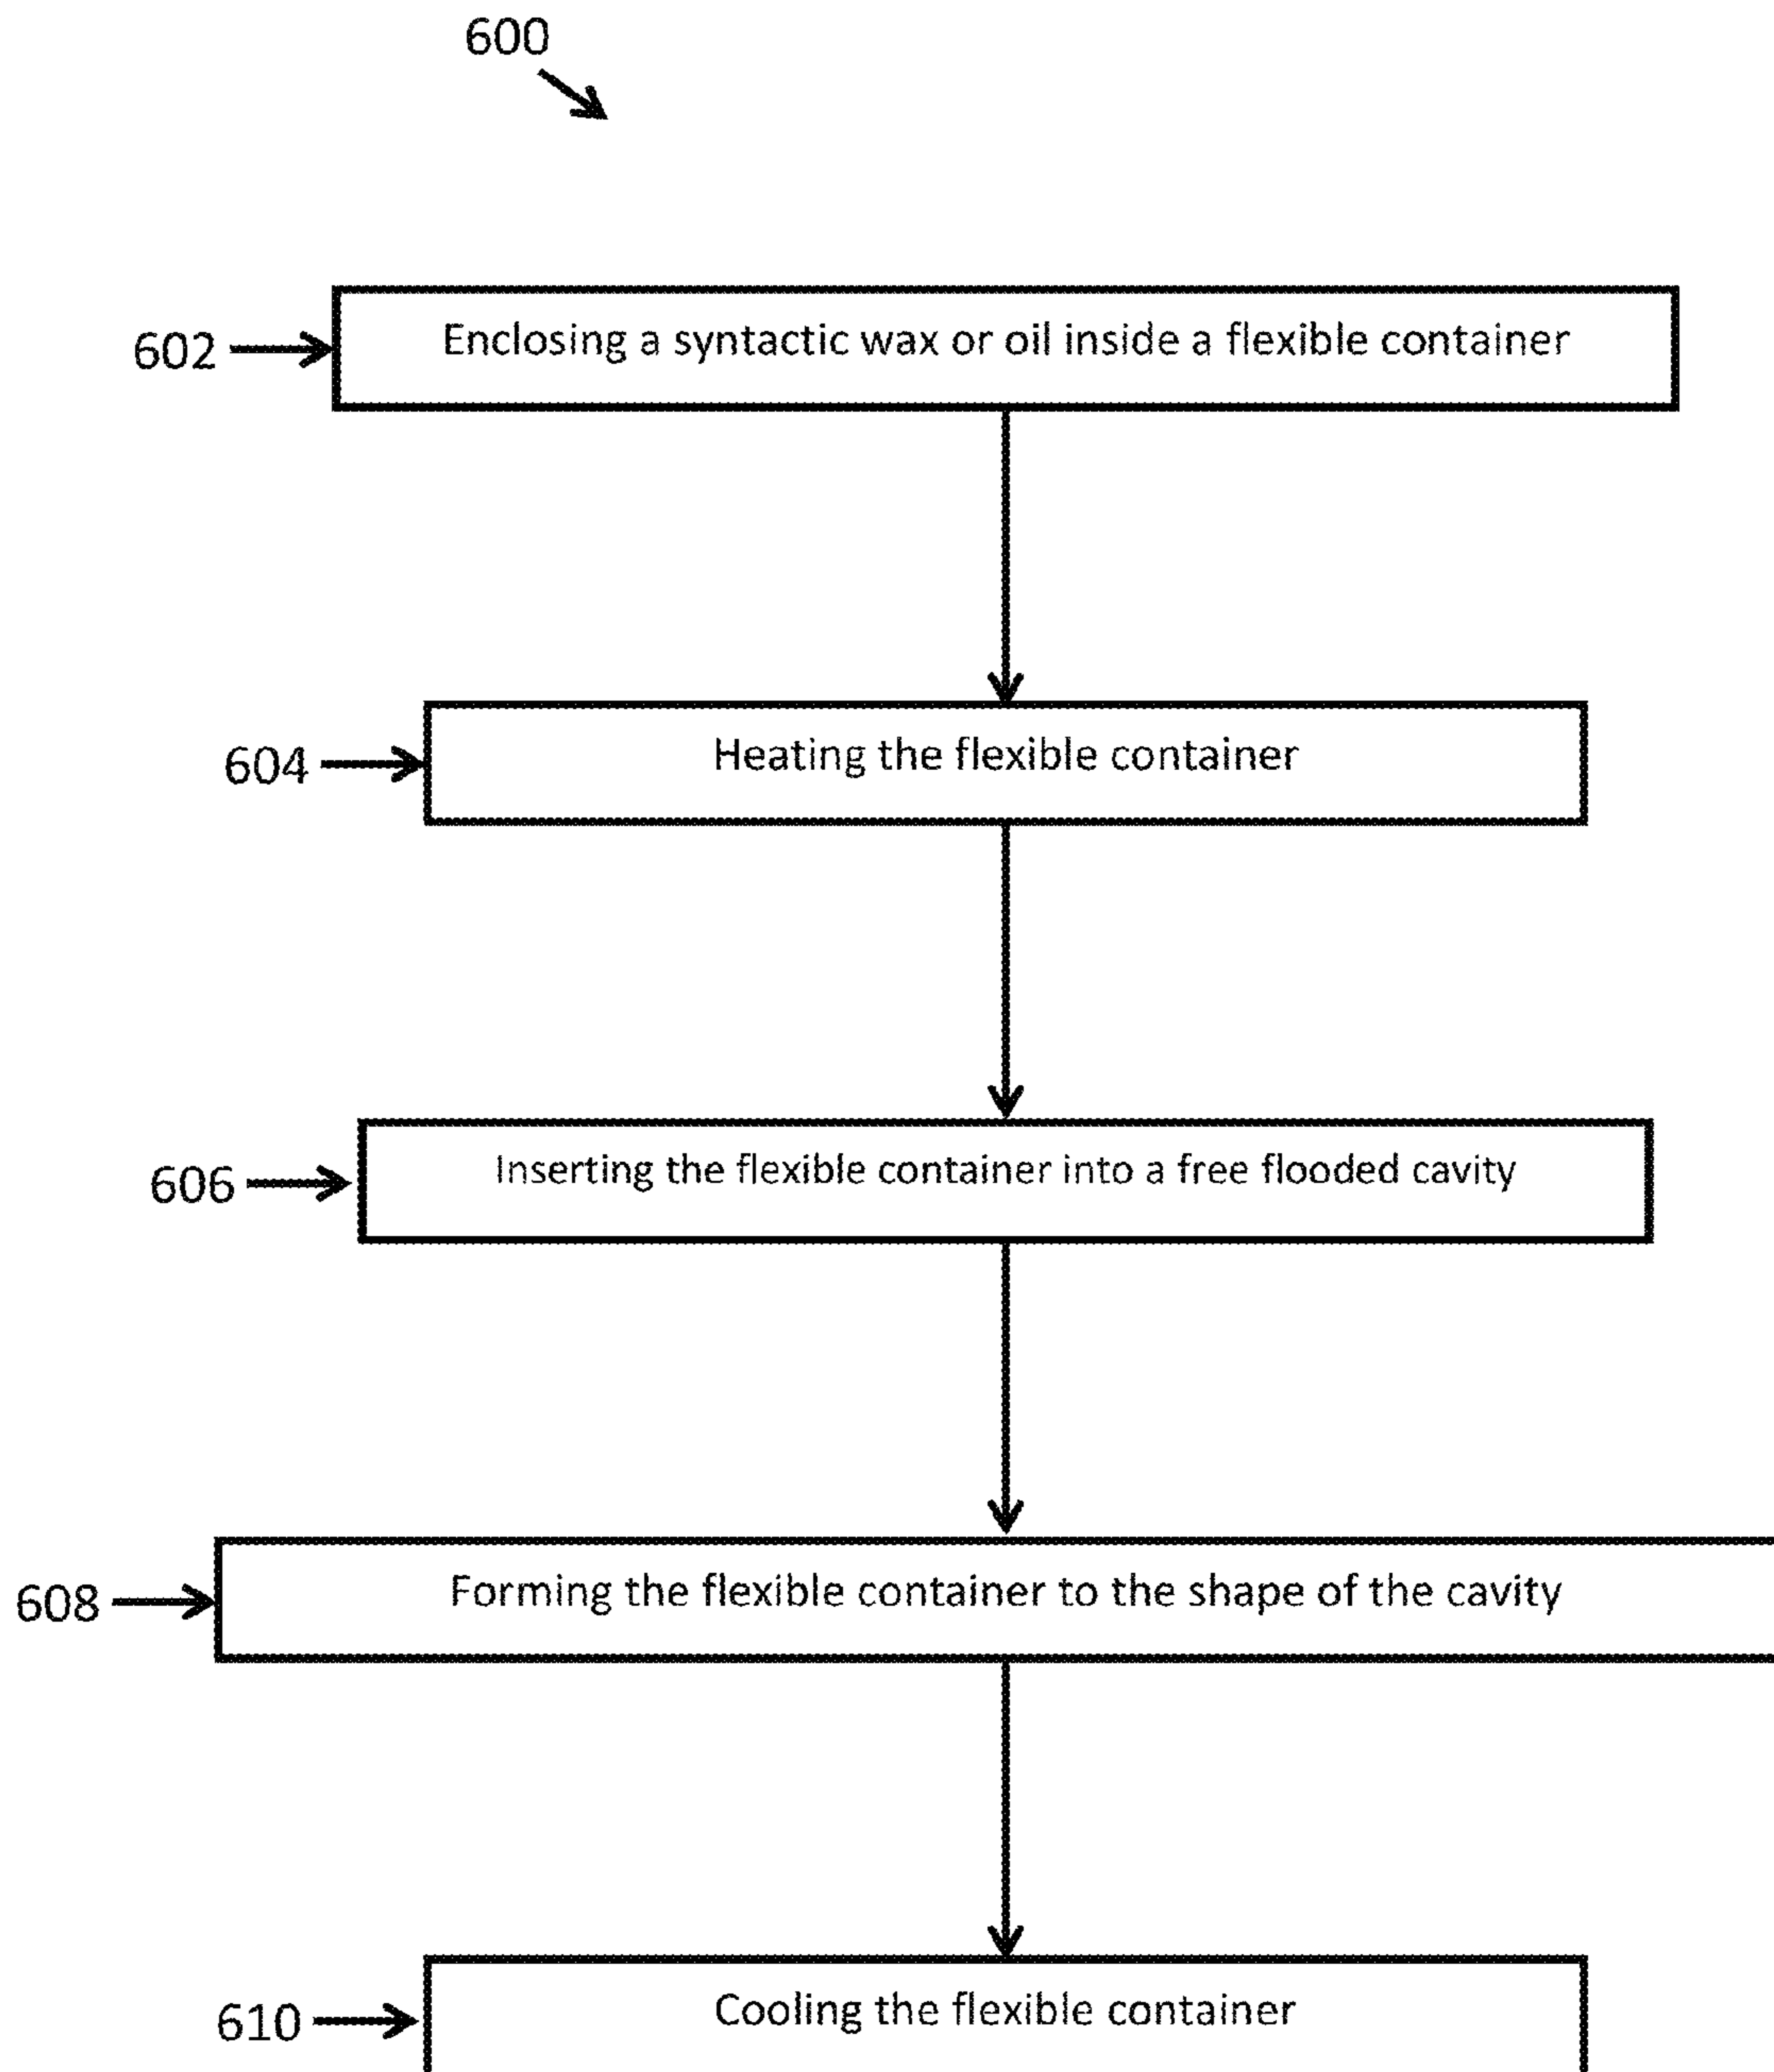 600
602
Enclosing a syntactic wax or oil inside a flexible container
604
Heating the flexible container
606
Inserting the flexible container into a free flooded cavity
608
Forming the flexible container to the shape of the cavity
610
Cooling the flexible container